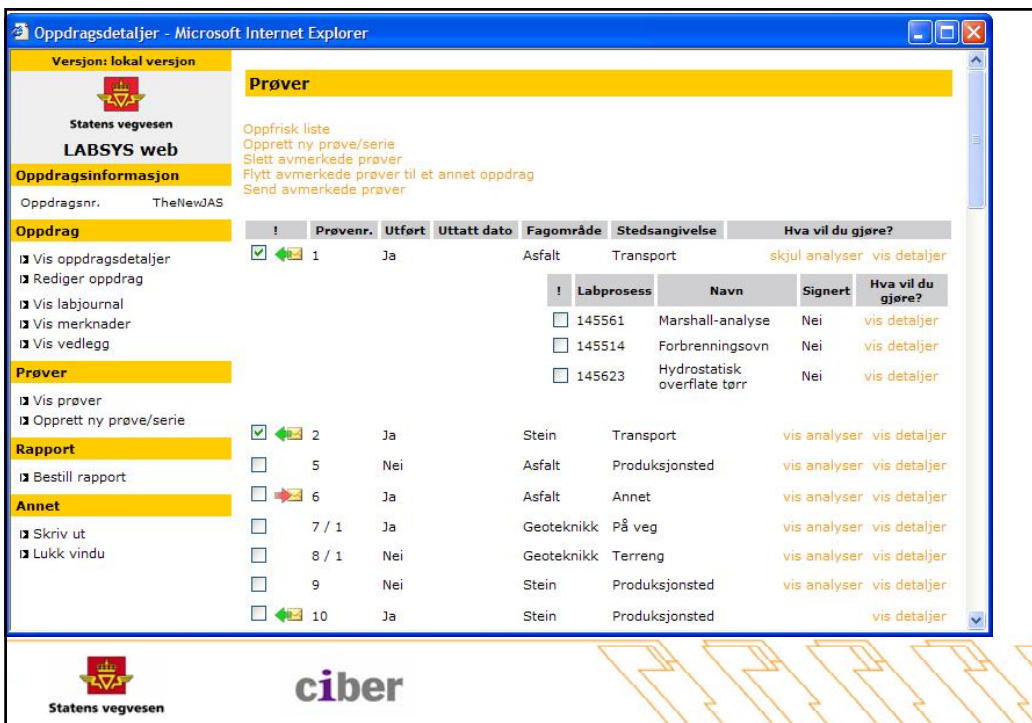 Oppdragsdetaljer - Microsoft Internet Explorer
Versjon: lokal versjon
Statens vegvesen
LABSYS web
Oppdragsinformasjon
Oppdragsnr. TheNewJAS
Oppdrag
Vis oppdragsdetaljer
Rediger oppdrag
Vis labjournal
Vis merknader
Vis vedlegg
Prøver
Vis prøver
Opprett ny prøve/serie
Rapport
Bestill rapport
Annet
Skriv ut
Lukk vindu
Prøver
Oppfrisk liste
Opprett ny prøve/serie
Slett avmerkede prøver
Flytt avmerkede prøver til et annet oppdrag
Send avmerkede prøver
! Prøvenr. Utført Uttatt dato Fagområde Stedsangivelse Hva vil du gjøre?
1 Ja Asfalt Transport skjul analyser vis detaljer
! Labprosess Navn Signert Hva vil du
gjøre?
145561 Marshall-analyse Nei vis detaljer
145514 Forbrenningsovn Nei vis detaljer
145623 Hydrostatisk
overflate tørr Nei vis detaljer
2 Ja Stein Transport vis analyser vis detaljer
5 Nei Asfalt Produksjonsted vis analyser vis detaljer
6 Ja Asfalt Annet vis analyser vis detaljer
7 / 1 Ja Geoteknikk På veg vis analyser vis detaljer
8 / 1 Nei Geoteknikk Terreng vis analyser vis detaljer
9 Nei Stein Produksjonsted vis analyser vis detaljer
10 Ja Stein Produksjonsted vis detaljer
Statens vegvesen
ciber